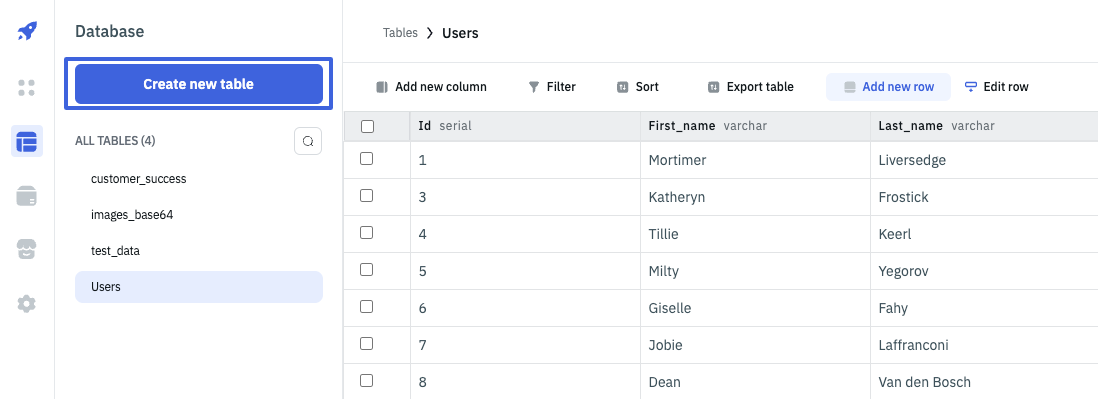 Database
Create new table
ALL TABLES (4)
customer_success
images_base64
test_data
Users
Tables Users
Add new column Filter Sort Export table Add new row Edit row
Id serial First_name varchar Last_name varchar
1 Mortimer Liversedge
3 Katheryn Frostick
4 Tillie Keerl
5 Milty Yegorov
6 Giselle Fahy
7 Jobie Laffranconi
8 Dean Van den Bosch